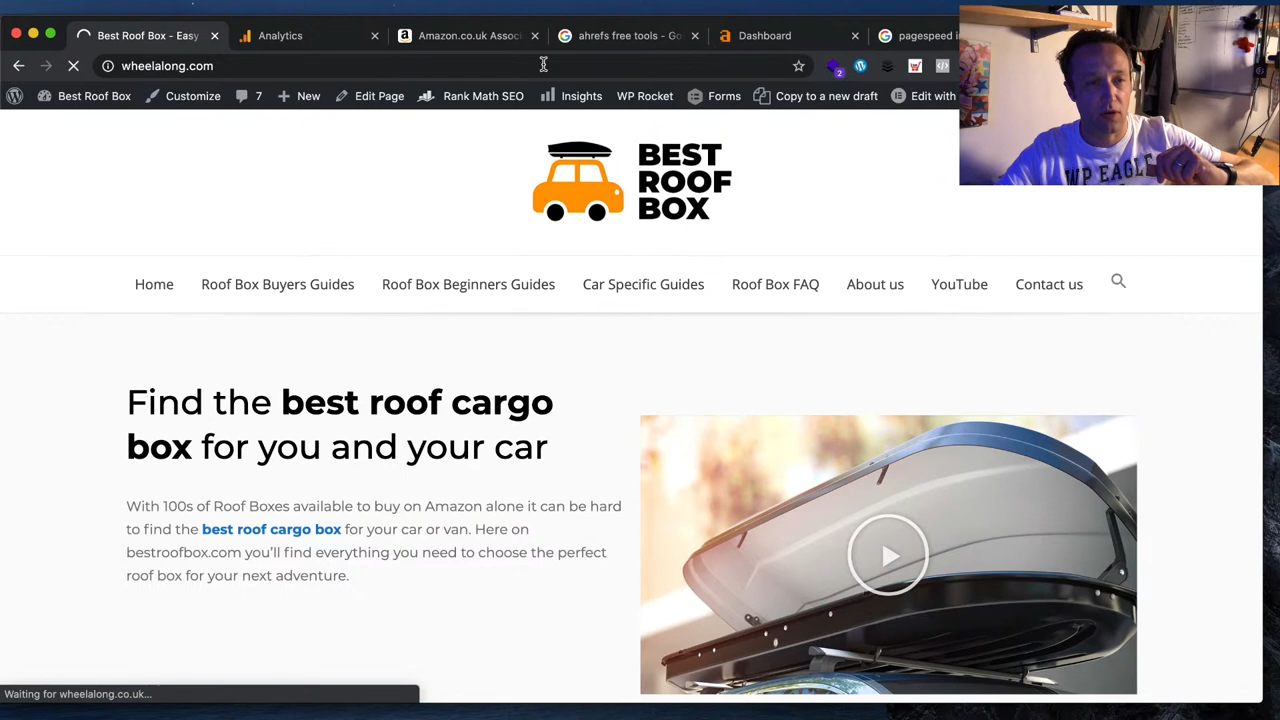 Best Roof Box - Easy
Analytics
Amazon.co.uk Associ
ahrefs free tools - Go
Dashboard
pagespeed i
wheelalong.com
2
Best Roof Box
Customize
7
New
Edit Page
Rank Math SEO
Insights
WP Rocket
Forms
Copy to a new draft
Edit with
WP EAGLE
BEST
ROOF
BOX
Home
Roof Box Buyers Guides
Roof Box Beginners Guides
Car Specific Guides
Roof Box FAQ
About us
YouTube
Contact us
Find the best roof cargo
box for you and your car
With 100s of Roof Boxes available to buy on Amazon alone it can be hard
to find the best roof cargo box for your car or van. Here on
bestroofbox.com you'll find everything you need to choose the perfect
roof box for your next adventure.
Waiting for wheelalong.co.uk...